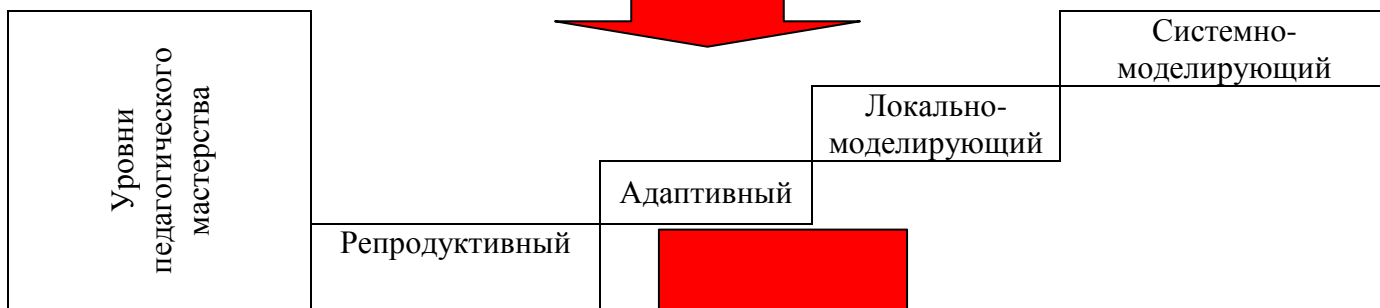 Уровни
педагогического
мастерства
Репродуктивный
Адаптивный
Локально-
моделирующий
Системно-
моделирующий